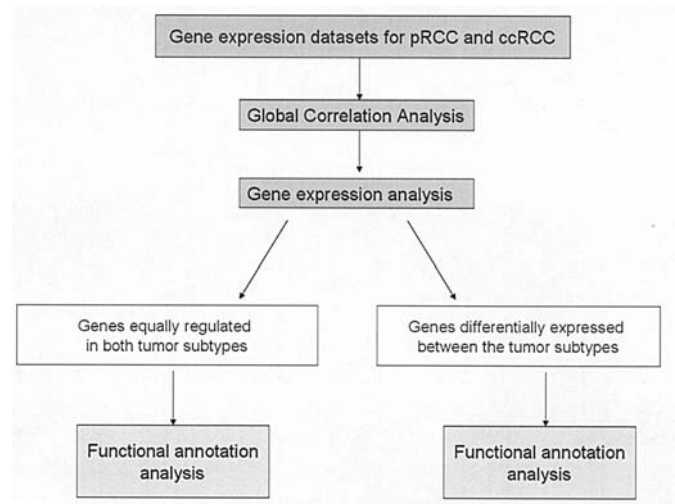 Gene expression datasets for pRCC and ccRCC
Global Correlation Analysis
Gene expression analysis
Genes equally regulated
in both tumor subtypes
Genes differentially expressed
between the tumor subtypes
Functional annotation
analysis
Functional annotation
analysis